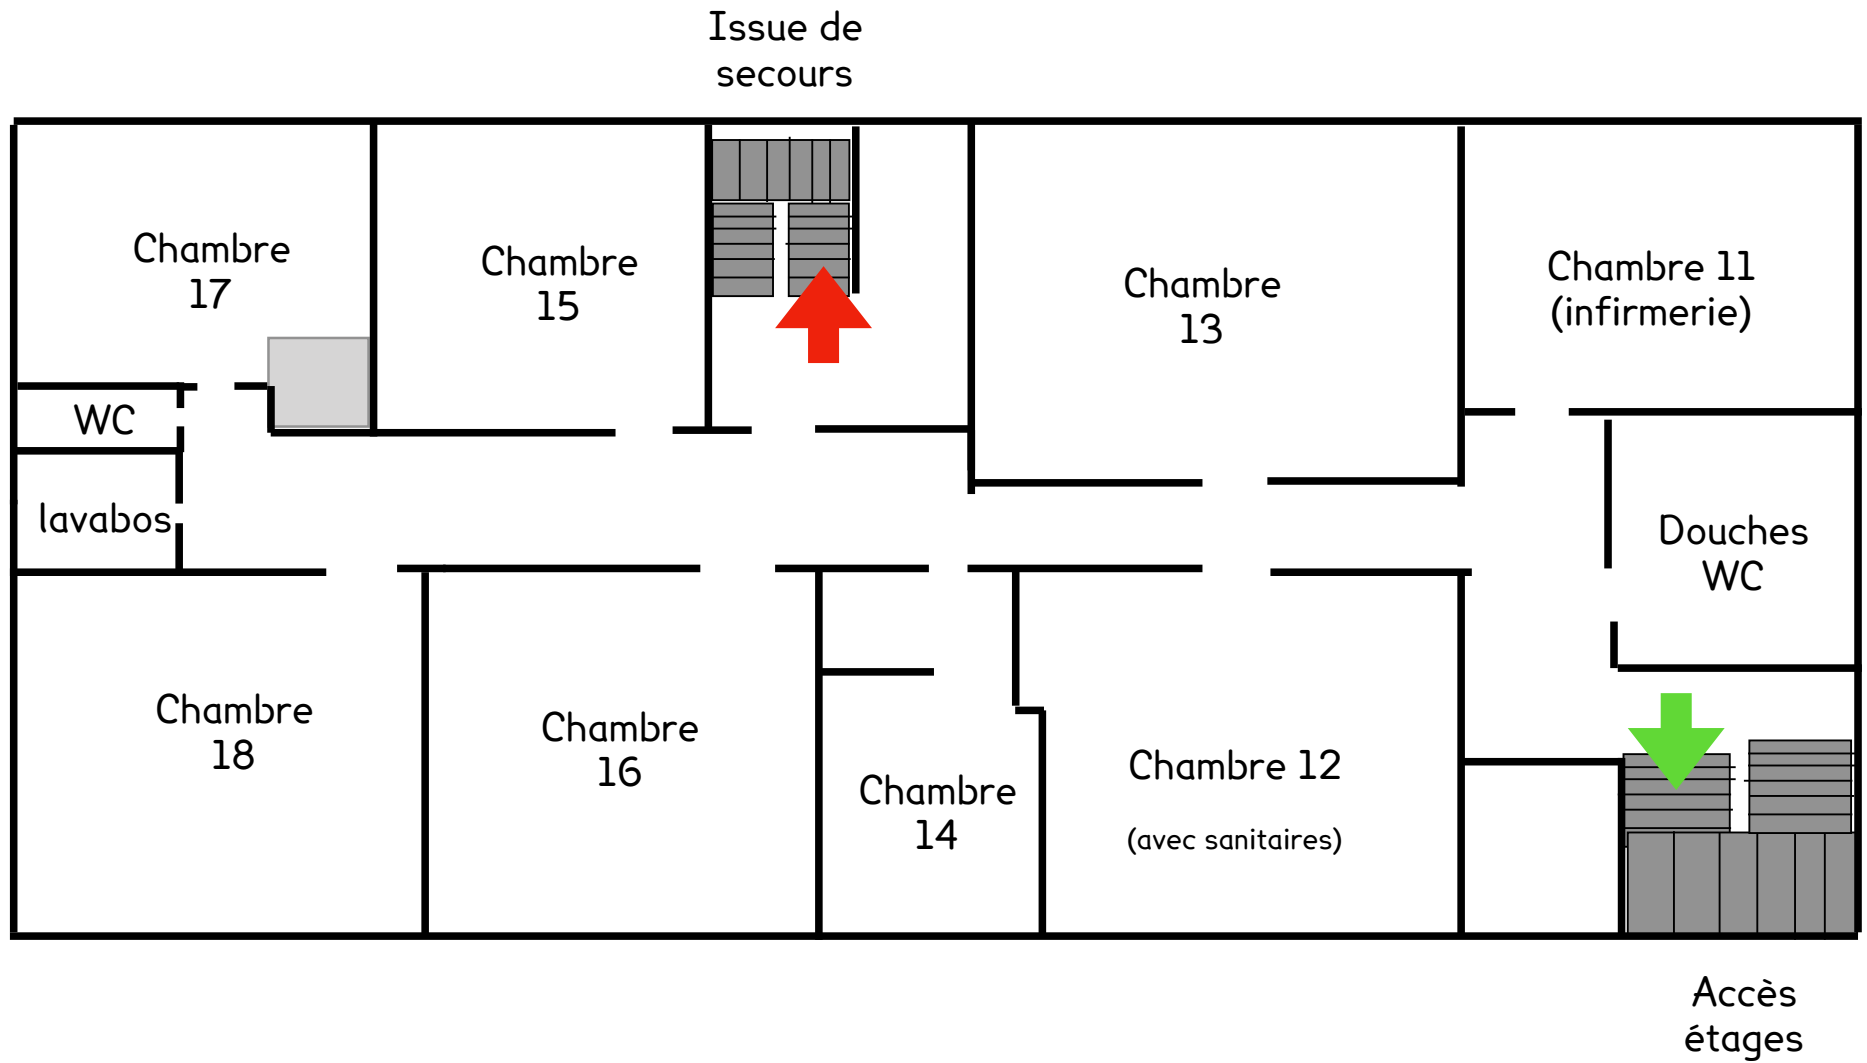 Issue de
secours
Chambre
17
Chambre
15
Chambre
13
Chambre 11
(infirmerie)
WC
lavabos
Douches
WC
Chambre
18
Chambre
16
Chambre
14
Chambre 12
(avec sanitaires)
Accès
étages